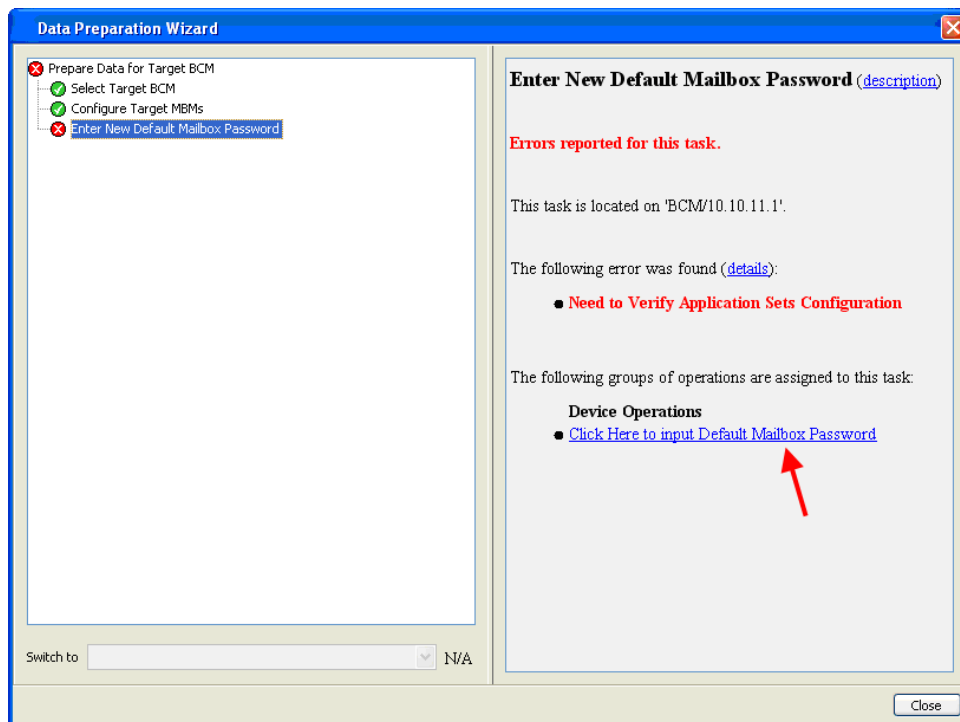 Data Preparation Wizard
Prepare Data for Target BCM
Select Target BCM
Configure Target MBMs
Enter New Default Mailbox Password
Switch to
N/A
Enter New Default Mailbox Password (description)
Errors reported for this task.
This task is located on 'BCM/10.10.11.1'.
The following error was found (details):
Need to Verify Application Sets Configuration
The following groups of operations are assigned to this task:
Device Operations
Click Here to input Default Mailbox Password
Close